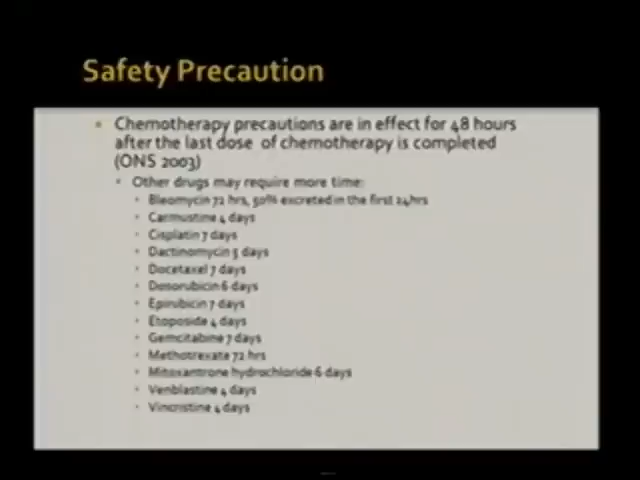 Safety Precaution
Chemotherapy precautions are in effect for 48 hours
after the last dose of chemotherapy is completed
(ONS 2003)
Other drugs may require more time:
Bleomycin 72 hrs, 50% excreted in the first 24hrs
Carmustine 4 days
Cisplatin 7 days
Dactinomycin 5 days
Docetaxel 7 days
Doxorubicin 6 days
Epirubicin 7 days
Etoposide 4 days
Gemcitabine 7 days
Methotrexate 72 hrs
Mitoxantrone hydrochloride 6 days
Venblastine 4 days
Vincristine 4 days